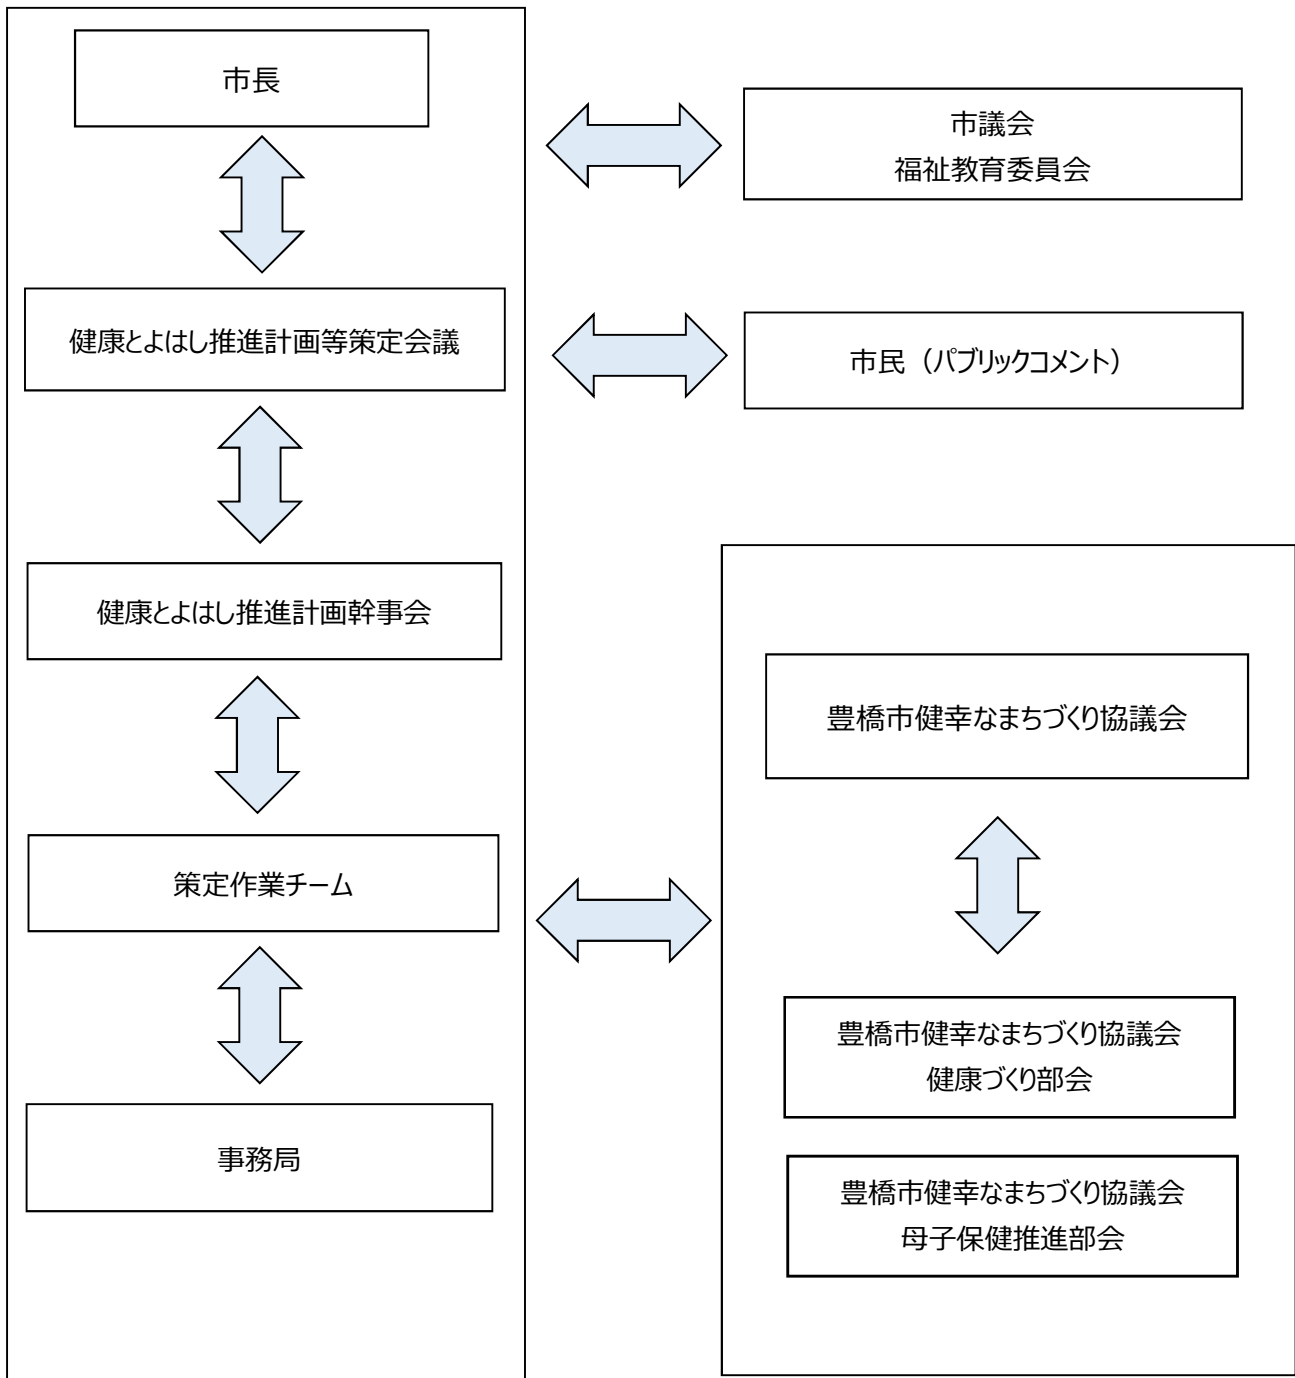 市長
市議会
福祉教育委員会
健康とよはし推進計画等策定会議
市民（パブリックコメント）
健康とよはし推進計画幹事会
豊橋市健幸なまちづくり協議会
策定作業チーム
豊橋市健幸なまちづくり協議会
健康づくり部会
事務局
豊橋市健幸なまちづくり協議会
母子保健推進部会